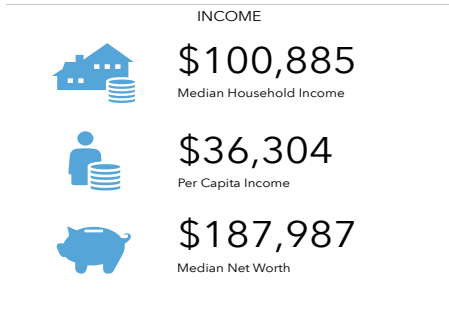 INCOME
$100,885
Median Household Income
$36,304
Per Capita Income
$187,987
Median Net Worth